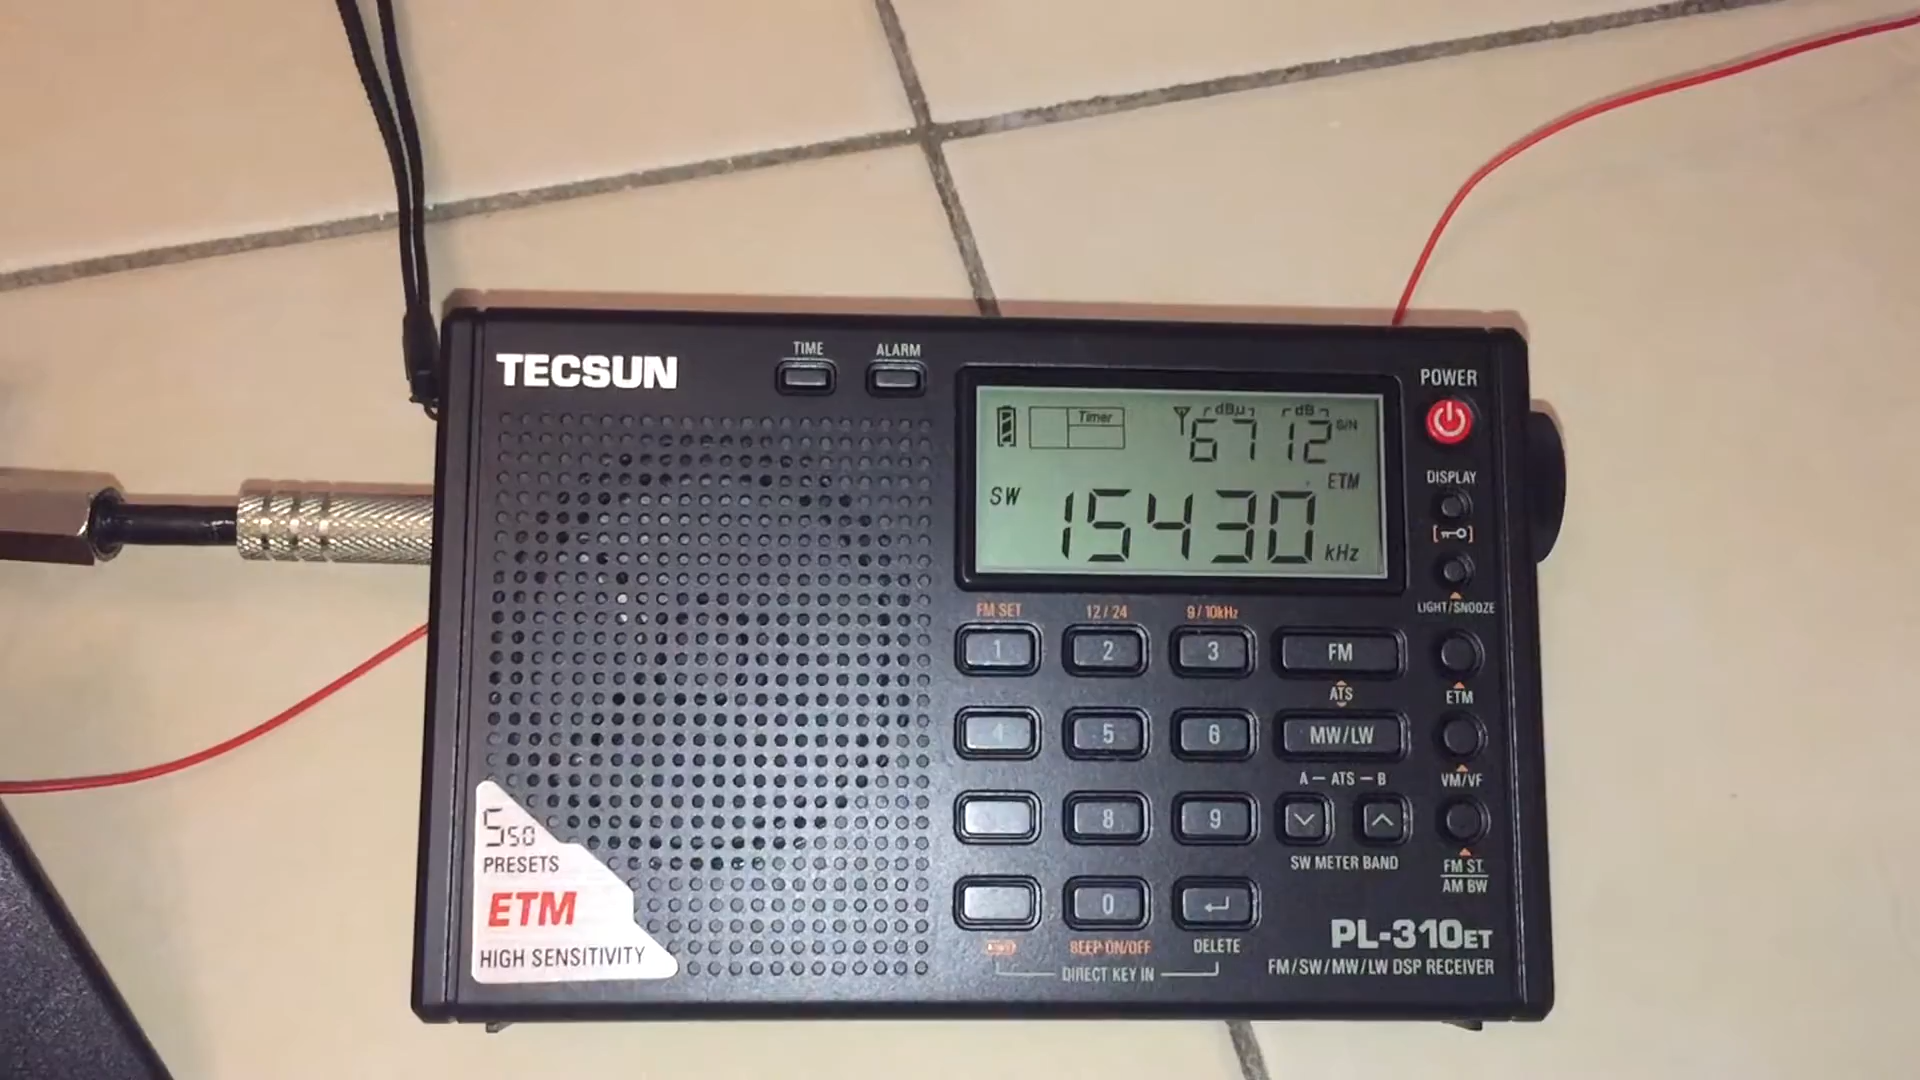 TECSUN
TIME
ALARM
POWER
Timer
dBμ
dB
67 12
S/N
ETM
SW
15430
kHz
DISPLAY
LIGHT/SNOOZE
FM SET
12/24
9/10kHz
1
2
3
FM
ATS
ETM
4
5
6
MW/LW
A — ATS — B
VM/VF
8
9
SW METER BAND
FM ST.
AM BW
0
BEEP ON/OFF
DELETE
DIRECT KEY IN
550
PRESETS
ETM
HIGH SENSITIVITY
PL-310ET
FM/SW/MW/LW DSP RECEIVER